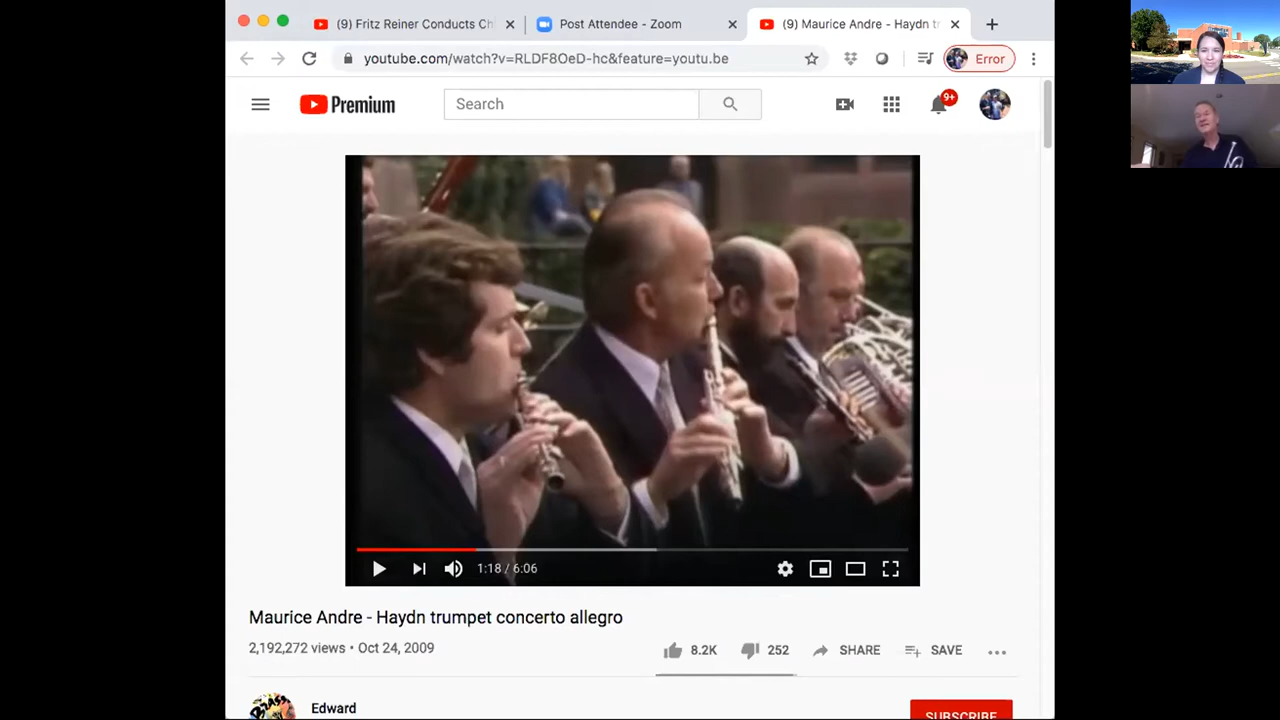 (9) Fritz Reiner Conducts Ch
Post Attendee - Zoom
(9) Maurice Andre - Haydn tr
youtube.com/watch?v=RLDF8OeD-hc&feature=youtu.be
Error
Premium
Search
9+
1:18 / 6:06
Maurice Andre - Haydn trumpet concerto allegro
2,192,272 views • Oct 24, 2009
8.2K
252
SHARE
SAVE
BRASS
Edward
SUBSCRIBE